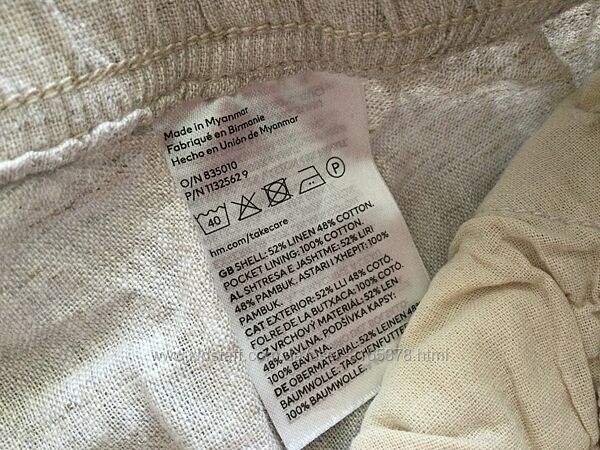 Made in Myanmar
Fabriqué en Birmanie
Hecho en Unión de Myanmar
O/N 835010
P/N 1132562 9
40
P
hm.com/takecare
GB SHELL: 52% LINEN 48% COTTON.
POCKET LINING: 100% COTTON.
AL SHTRESA E JASHTME: 52% LIRI
48% PAMBUK. ASTARI I XHEPIT: 100%
PAMBUK.
CAT EXTERIOR: 52% LLI 48% COTÓ.
FOLRE DE LA BUTXACA: 100% COTÓ.
CZ VRCHOVÝ MATERIÁL: 52% LEN
48% BAVLNA. PODŠÍVKA KAPSY:
100% BAVLNA.
DE OBERMATERIAL: 52% LEINEN 48%
BAUMWOLLE. TASCHENFUTTER:
100% BAUMWOLLE.